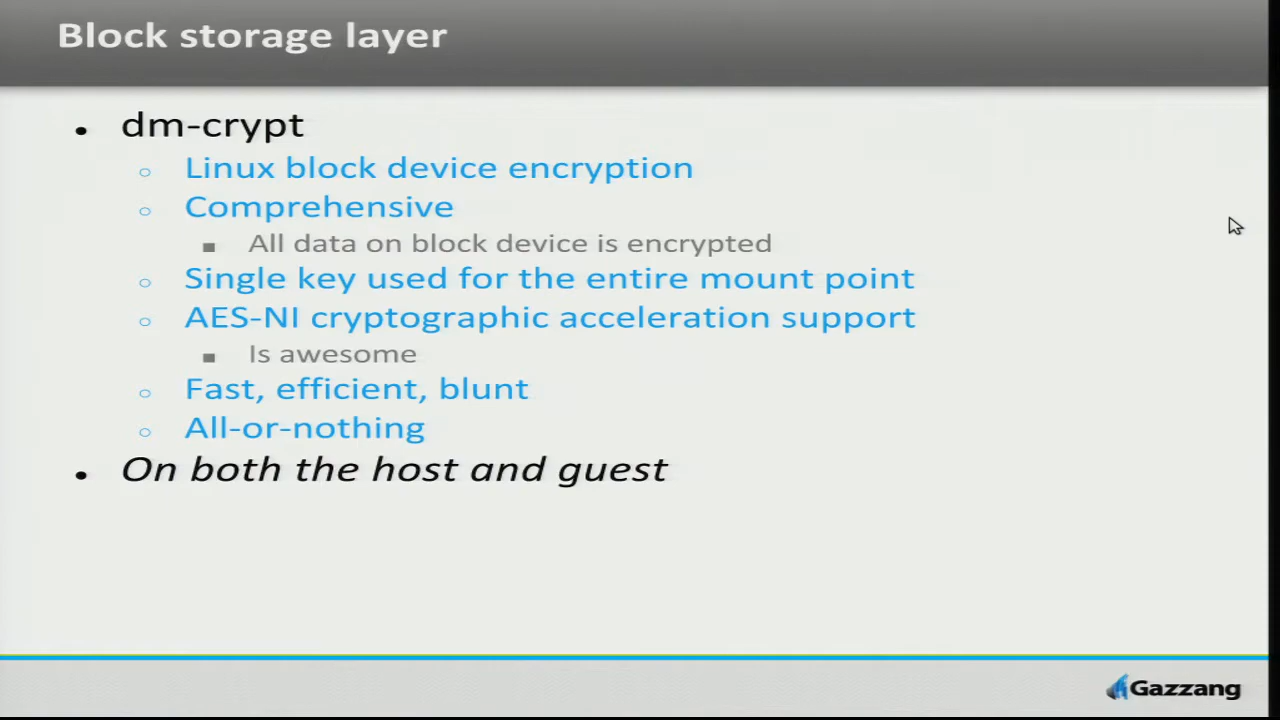 Block storage layer
dm-crypt
Linux block device encryption
Comprehensive
All data on block device is encrypted
Single key used for the entire mount point
AES-NI cryptographic acceleration support
Is awesome
Fast, efficient, blunt
All-or-nothing
On both the host and guest
Gazzang